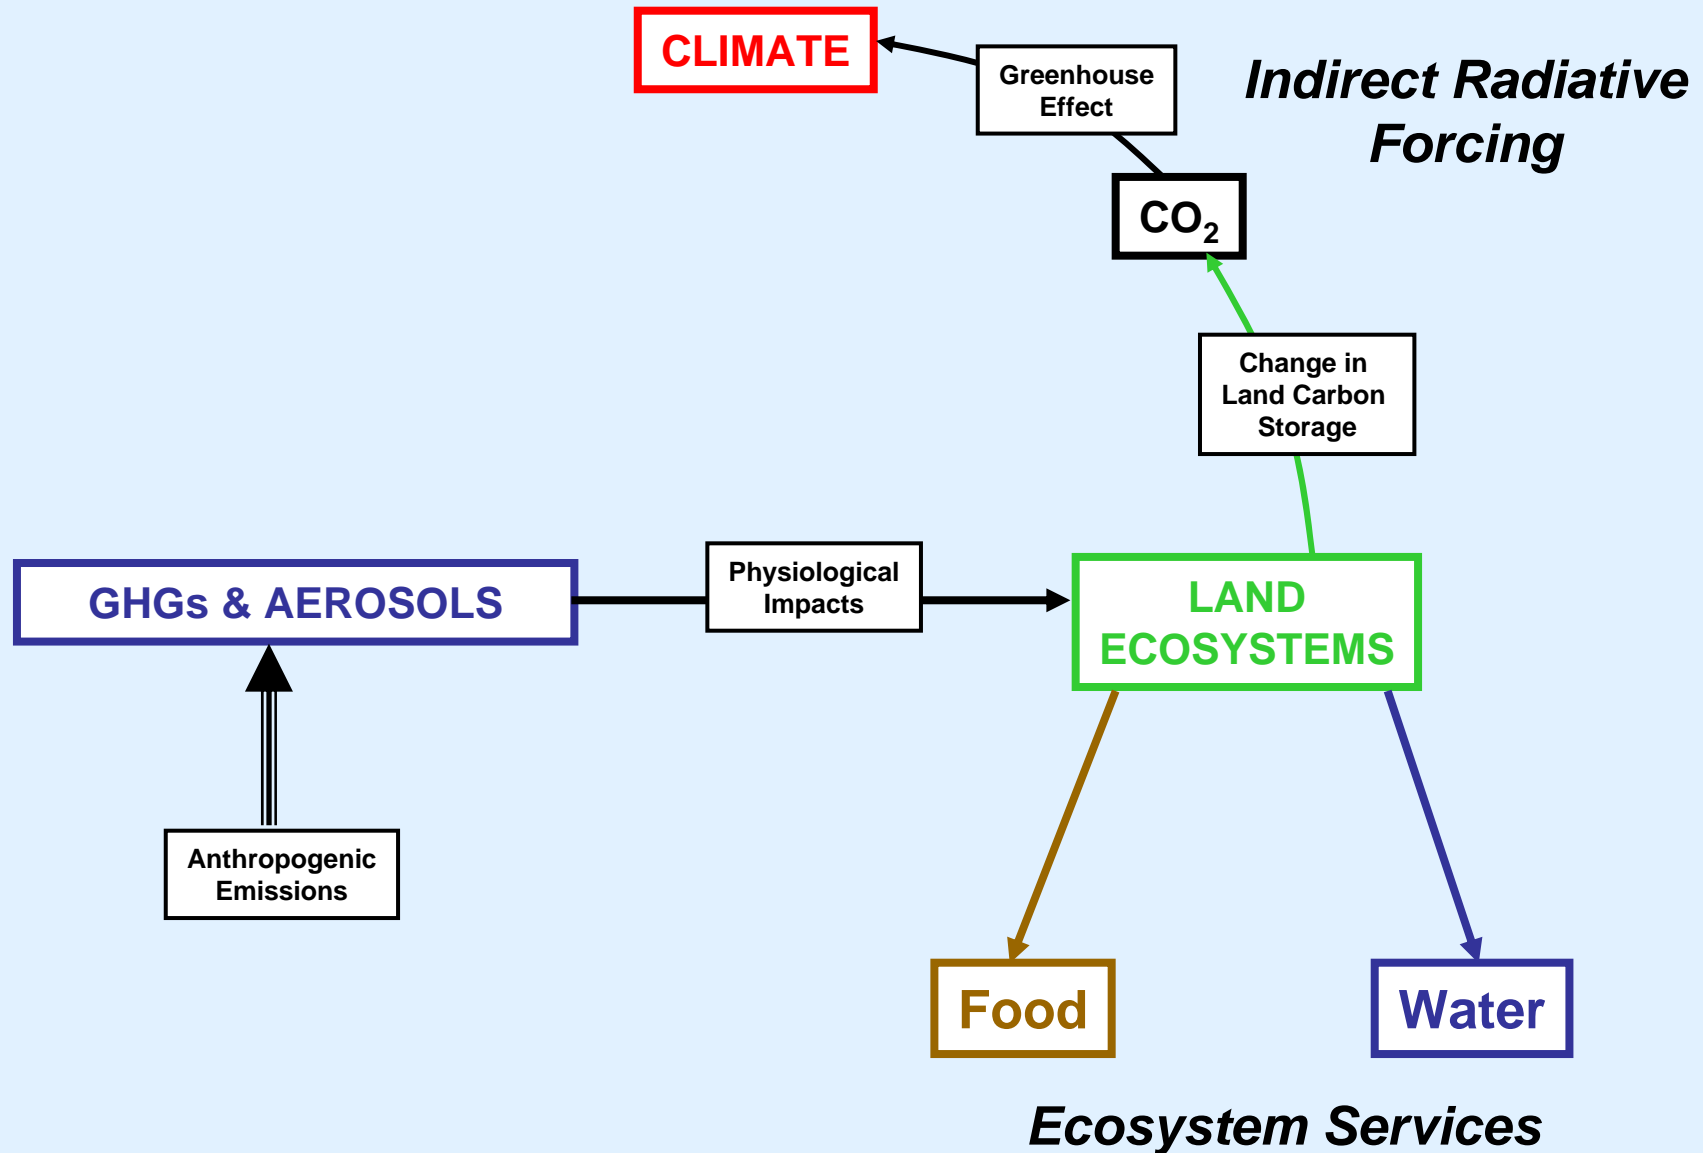 CLIMATE
Greenhouse
Effect
Indirect Radiative
Forcing
CO₂
Change in
Land Carbon
Storage
GHGs & AEROSOLS
Physiological
Impacts
LAND
ECOSYSTEMS
Anthropogenic
Emissions
Food
Water
Ecosystem Services